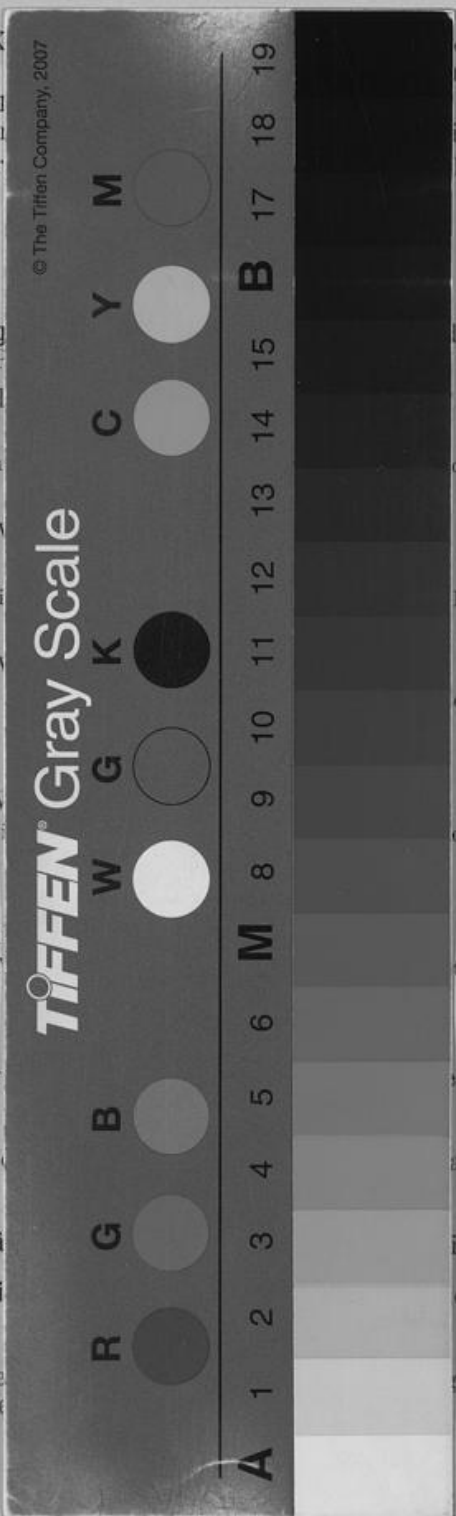 © The Tiffen Company, 2007
TIFFEN® Gray Scale
R G B W G K C Y M
A 1 2 3 4 5 6 M 8 9 10 11 12 13 14 15 B 17 18 19